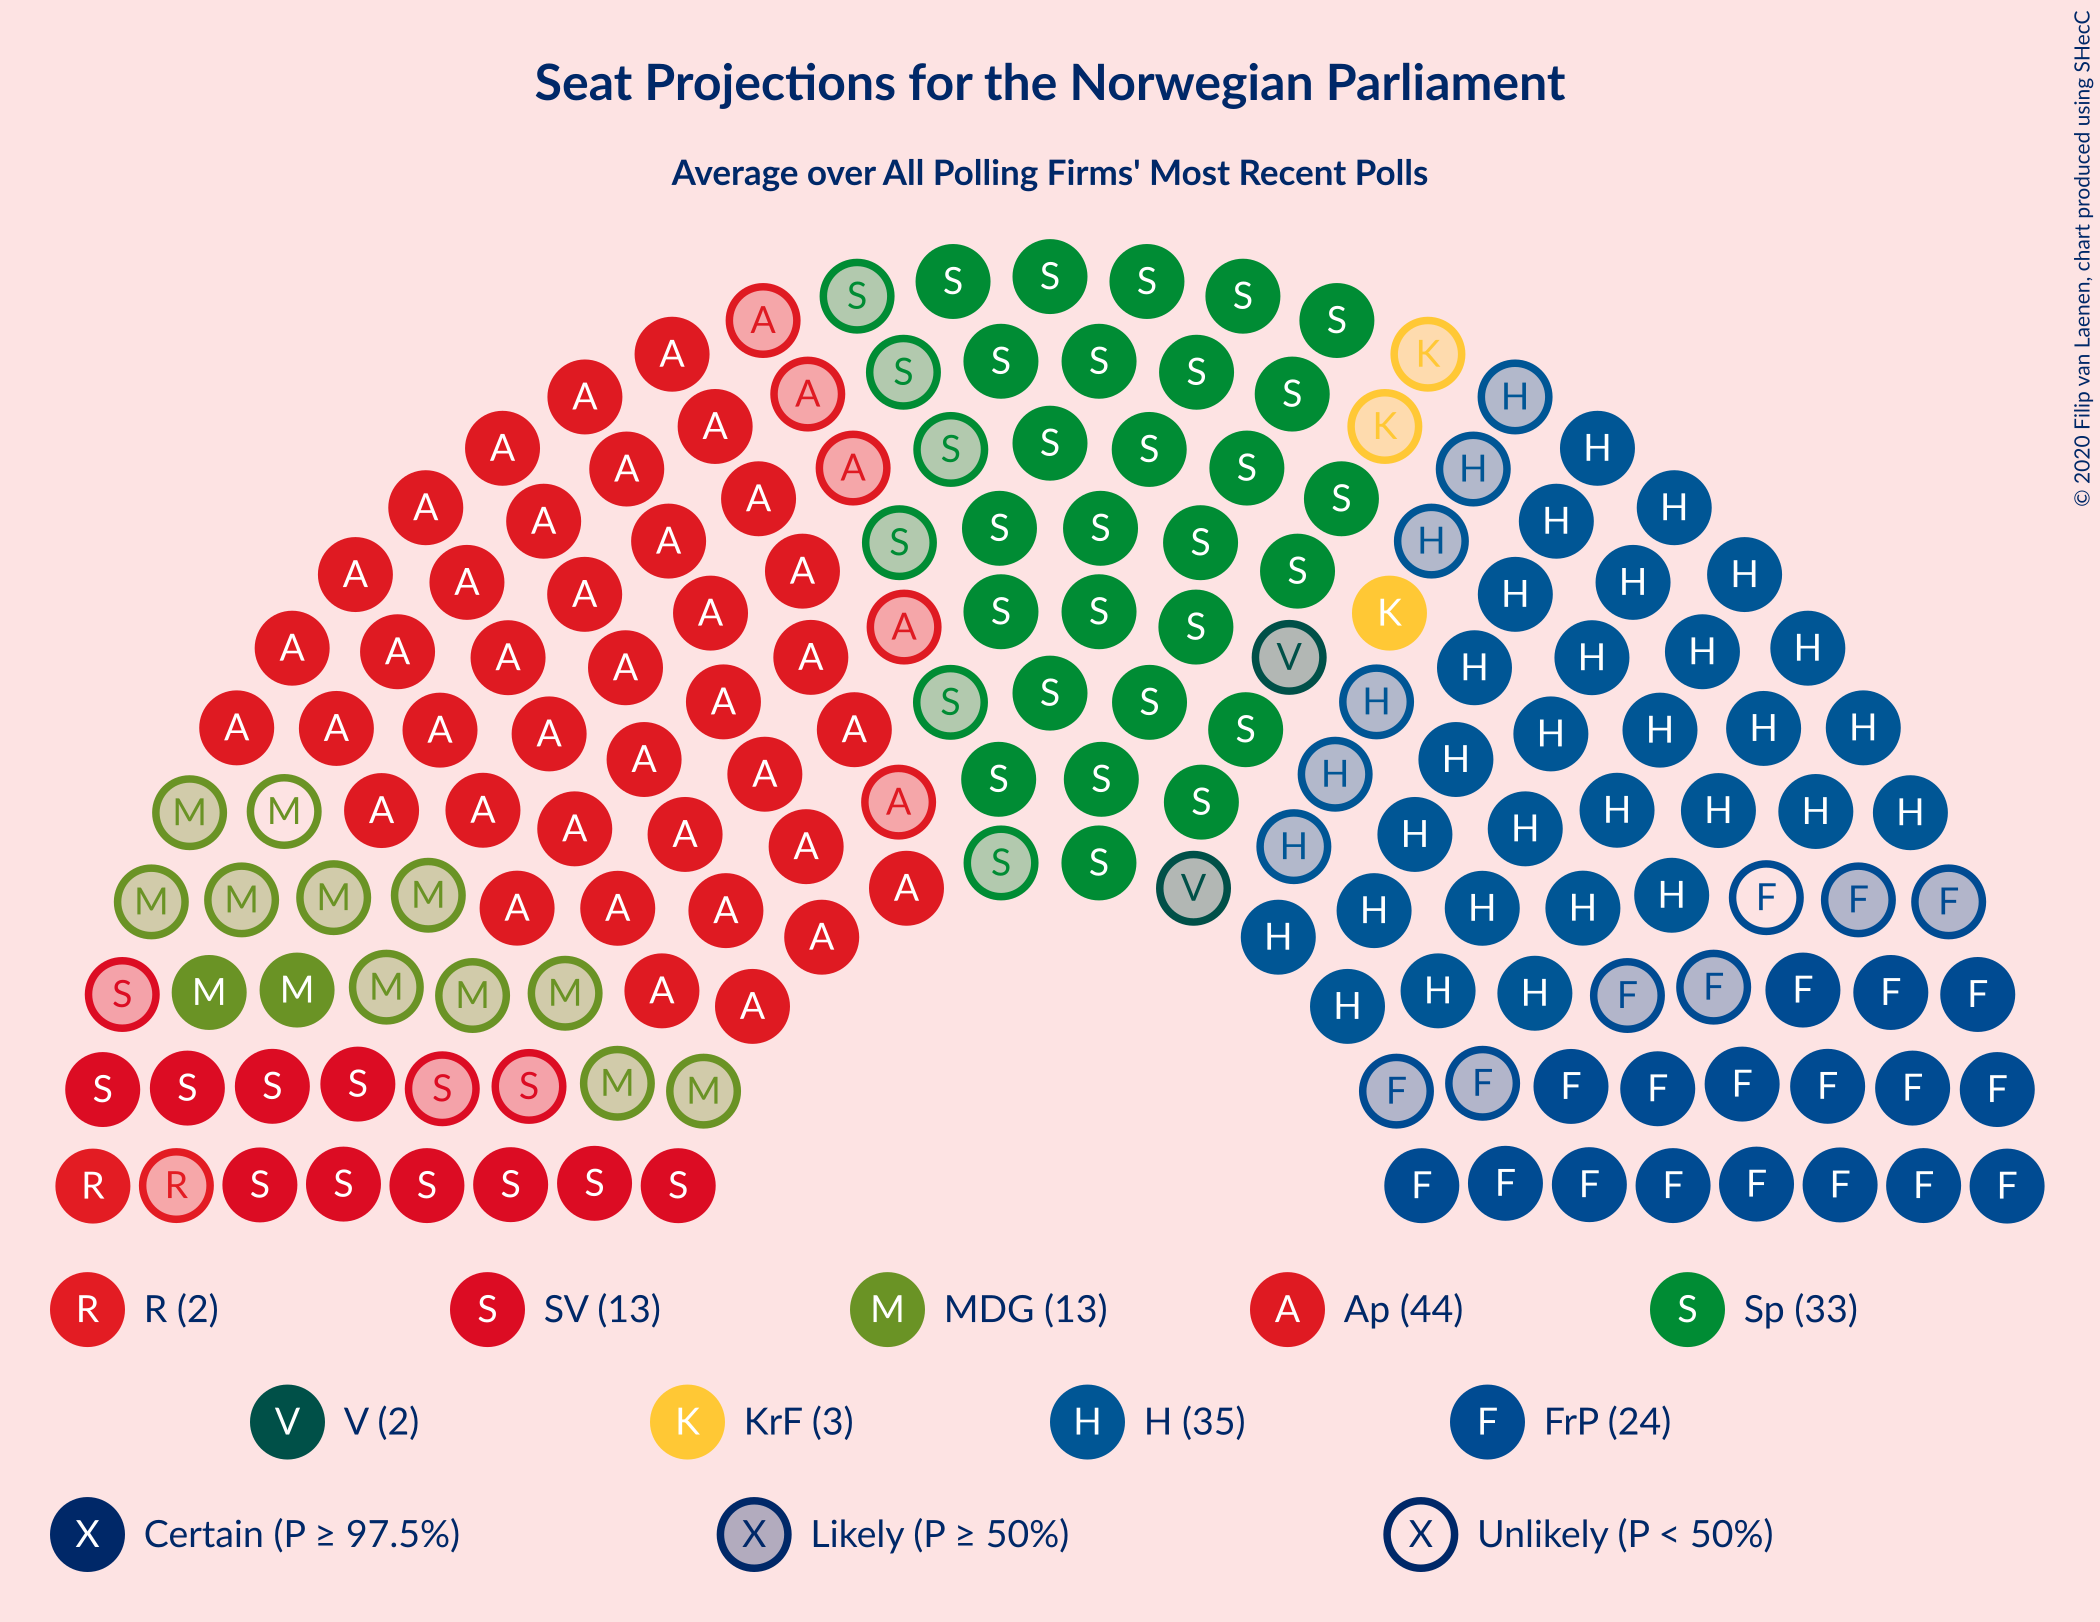 Seat Projections for the Norwegian Parliament
Average over All Polling Firms' Most Recent Polls
© 2020 Filip van Laenen, chart produced using SHecC
S S S S S S
A S S S S S K
A A S S S S S K H
A A A S S S S S H H
A A A A S S S S H H H
A A A A S S S S K H H
A A A A A S S S V H H H
A A A A A S S S S H H H H
A A A A A A S S S H H H H H
M M A A A A A A S S V H H H H H H H
M M M M A A A A A H H H H H F F F
S M M M M M A A H H H F F F F F
S S S S S S M M F F F F F F F F
R R S S S S S S F F F F F F F F
R R (2) S SV (13) M MDG (13) A Ap (44) S Sp (33)
V V (2) K KrF (3) H H (35) F FrP (24)
X Certain (P ≥ 97.5%) X Likely (P ≥ 50%) X Unlikely (P < 50%)